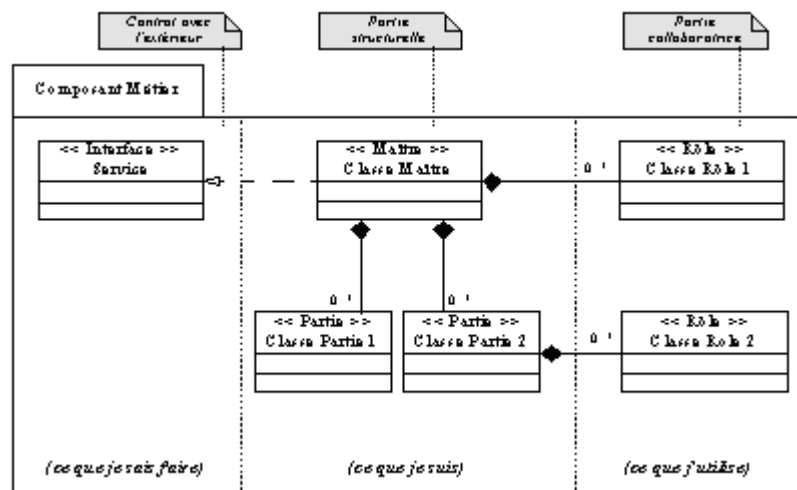 Contrat avec
l'extérieur
Partie
structurelle
Partie
collaboratrice
Composant Métier
<< Interface >>
Service
<< Maître >>
Classe Maître
0 *
<< Rôle >>
Classe Rôle 1
0 *
0 *
<< Partie >>
Classe Partie 1
<< Partie >>
Classe Partie 2
0 *
<< Rôle >>
Classe Role 2
(ce que je sais faire)
(ce que je suis)
(ce que j'utilise)